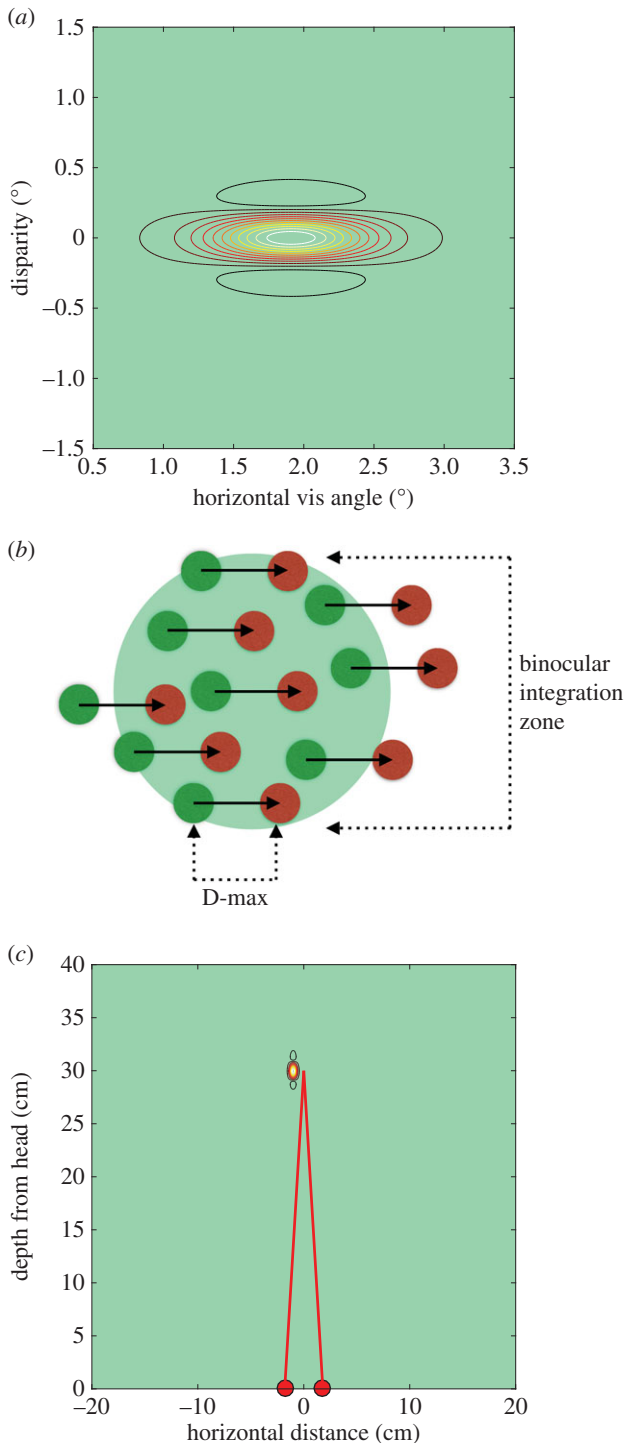 (a)
1.5
1.0
0.5
0
−0.5
−1.0
−1.5
disparity (°)
0.5 1.0 1.5 2.0 2.5 3.0 3.5
horizontal vis angle (°)
(b)
binocular
integration
zone
D-max
(c)
40
35
30
25
20
15
10
5
0
depth from head (cm)
−20 −10 0 10 20
horizontal distance (cm)